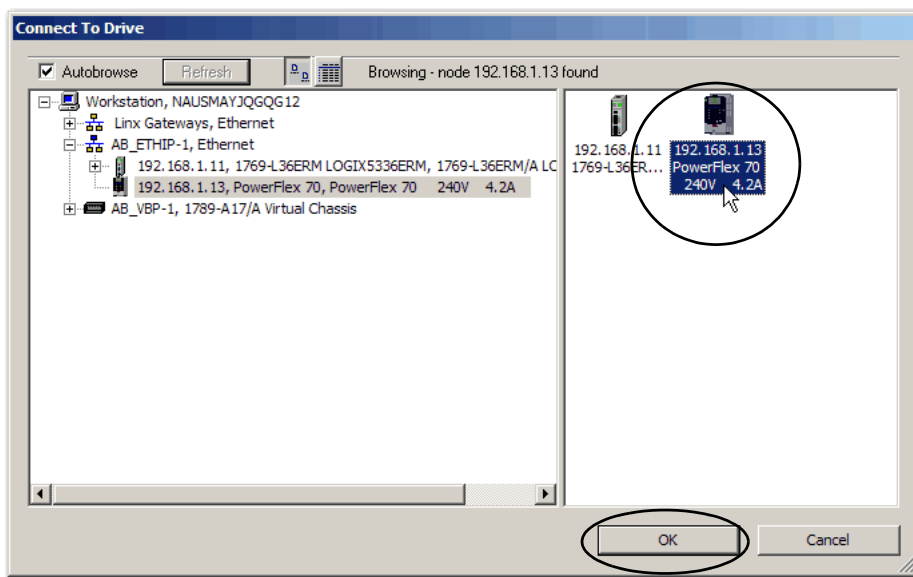 Connect To Drive
Autobrowse
Refresh
Browsing - node 192.168.1.13 found
Workstation, NAUSMAYJQGQG12
Linx Gateways, Ethernet
AB_ETHIP-1, Ethernet
192.168.1.11, 1769-L36ERM LOGIX5336ERM, 1769-L36ERM/A LC
192.168.1.13, PowerFlex 70, PowerFlex 70 240V 4.2A
AB_VBP-1, 1789-A17/A Virtual Chassis
192.168.1.11
1769-L36ER...
192.168.1.13
PowerFlex 70
240V 4.2A
OK
Cancel